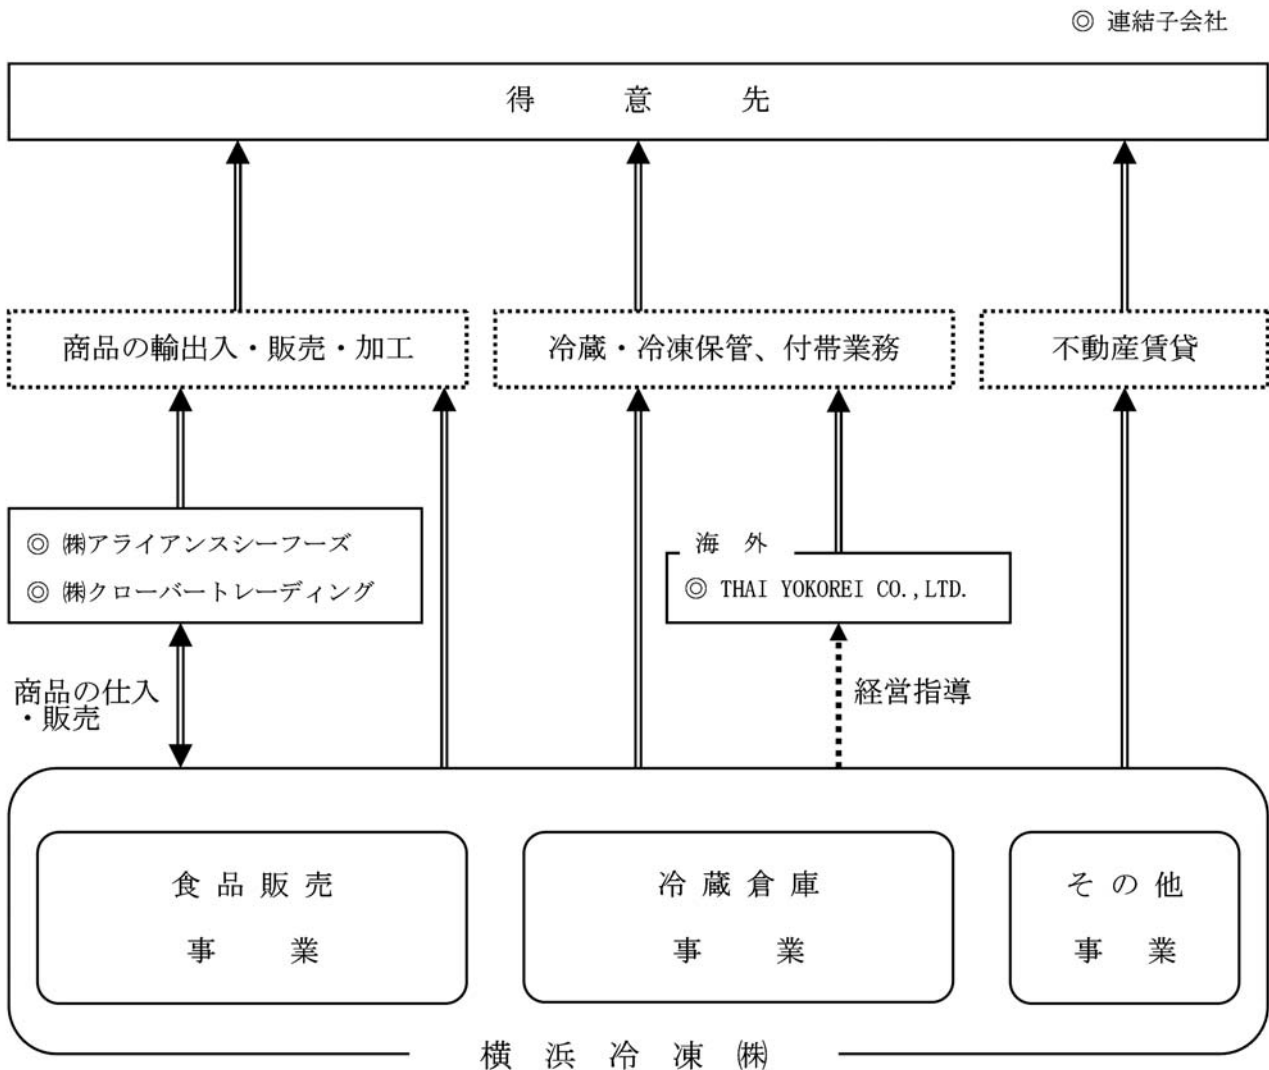 ◎ 連結子会社
得意先
商品の輸出入・販売・加工
冷蔵・冷凍保管、付帯業務
不動産賃貸
◎ ㈱アライアンスシーフーズ
◎ ㈱クローバートレーディング
海外
◎ THAI YOKOREI CO.,LTD.
商品の仕入
・販売
経営指導
食品販売
事業
冷蔵倉庫
事業
その他
事業
横浜冷凍㈱